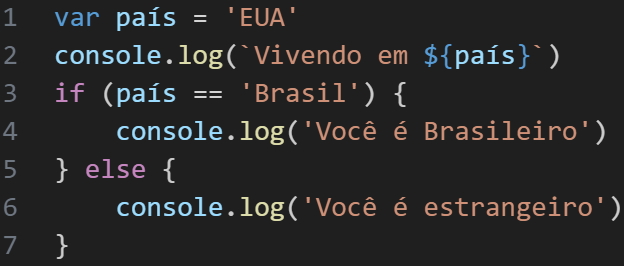 1 var país = 'EUA'
2 console.log(`Vivendo em ${país}`)
3 if (país == 'Brasil') {
4     console.log('Você é Brasileiro')
5 } else {
6     console.log('Você é estrangeiro')
7 }